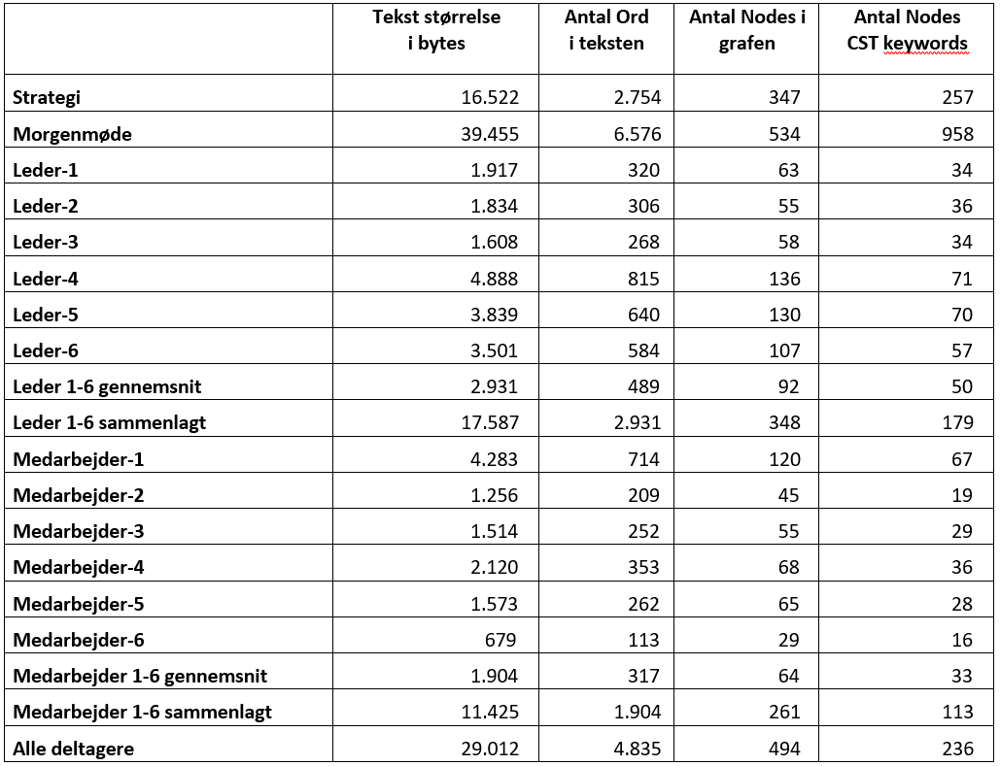 Tekst størrelse i bytes Antal Ord i teksten Antal Nodes i grafen Antal Nodes CST keywords
Strategi 16.522 2.754 347 257
Morgenmøde 39.455 6.576 534 958
Leder-1 1.917 320 63 34
Leder-2 1.834 306 55 36
Leder-3 1.608 268 58 34
Leder-4 4.888 815 136 71
Leder-5 3.839 640 130 70
Leder-6 3.501 584 107 57
Leder 1-6 gennemsnit 2.931 489 92 50
Leder 1-6 sammenlagt 17.587 2.931 348 179
Medarbejder-1 4.283 714 120 67
Medarbejder-2 1.256 209 45 19
Medarbejder-3 1.514 252 55 29
Medarbejder-4 2.120 353 68 36
Medarbejder-5 1.573 262 65 28
Medarbejder-6 679 113 29 16
Medarbejder 1-6 gennemsnit 1.904 317 64 33
Medarbejder 1-6 sammenlagt 11.425 1.904 261 113
Alle deltagere 29.012 4.835 494 236